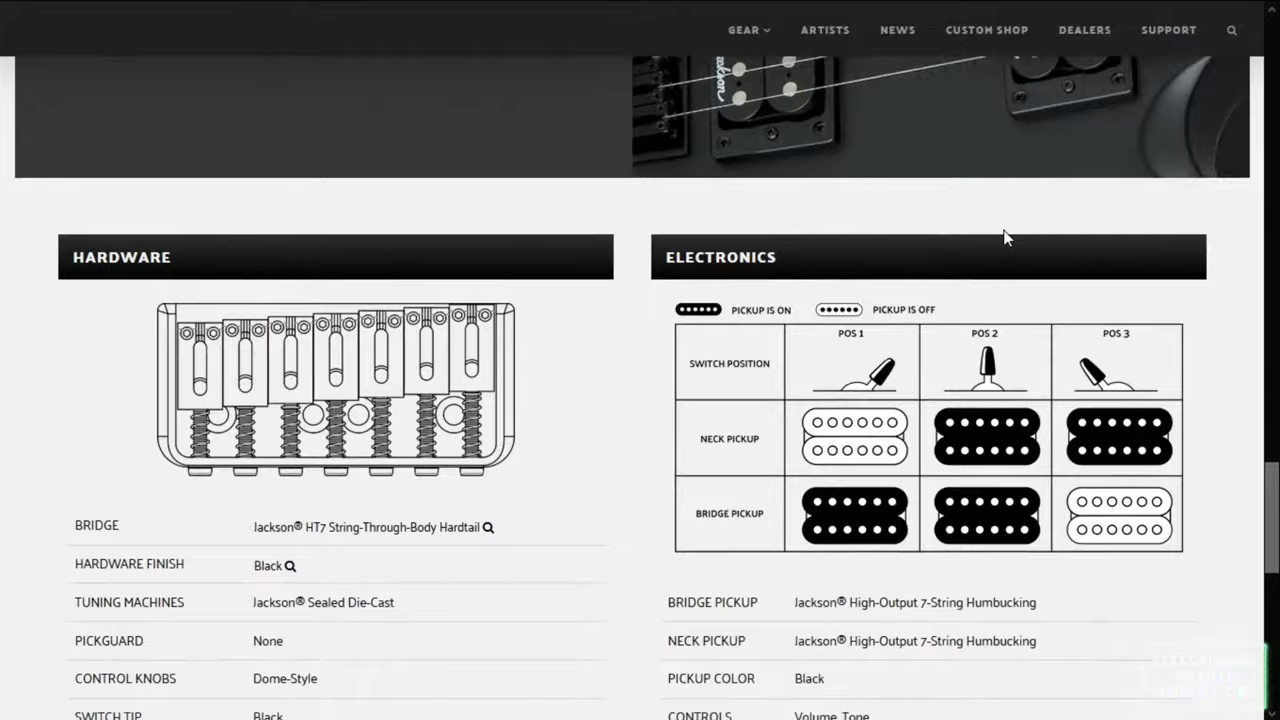 GEAR ARTISTS NEWS CUSTOM SHOP DEALERS SUPPORT
HARDWARE
BRIDGE Jackson® HT7 String-Through-Body Hardtail
HARDWARE FINISH Black
TUNING MACHINES Jackson® Sealed Die-Cast
PICKGUARD None
CONTROL KNOBS Dome-Style
SWITCH TIP Black
ELECTRONICS
PICKUP IS ON PICKUP IS OFF
POS 1 POS 2 POS 3
SWITCH POSITION
NECK PICKUP
BRIDGE PICKUP
BRIDGE PICKUP Jackson® High-Output 7-String Humbucking
NECK PICKUP Jackson® High-Output 7-String Humbucking
PICKUP COLOR Black
CONTROLS Volume, Tone